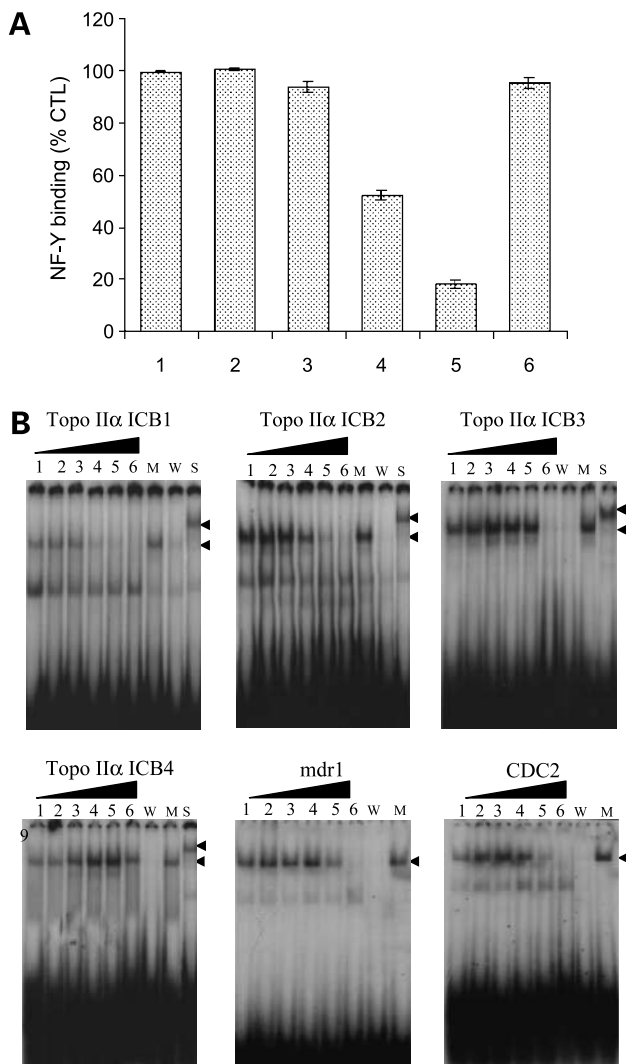 A
NF-Y binding (% CTL)
120
100
80
60
40
20
0
1 2 3 4 5 6
B
Topo IIα ICB1
1 2 3 4 5 6 M W S
Topo IIα ICB2
1 2 3 4 5 6 M W S
Topo IIα ICB3
1 2 3 4 5 6 W M S
Topo IIα ICB4
1 2 3 4 5 6 W M S
9
mdr1
1 2 3 4 5 6 W M
CDC2
1 2 3 4 5 6 W M